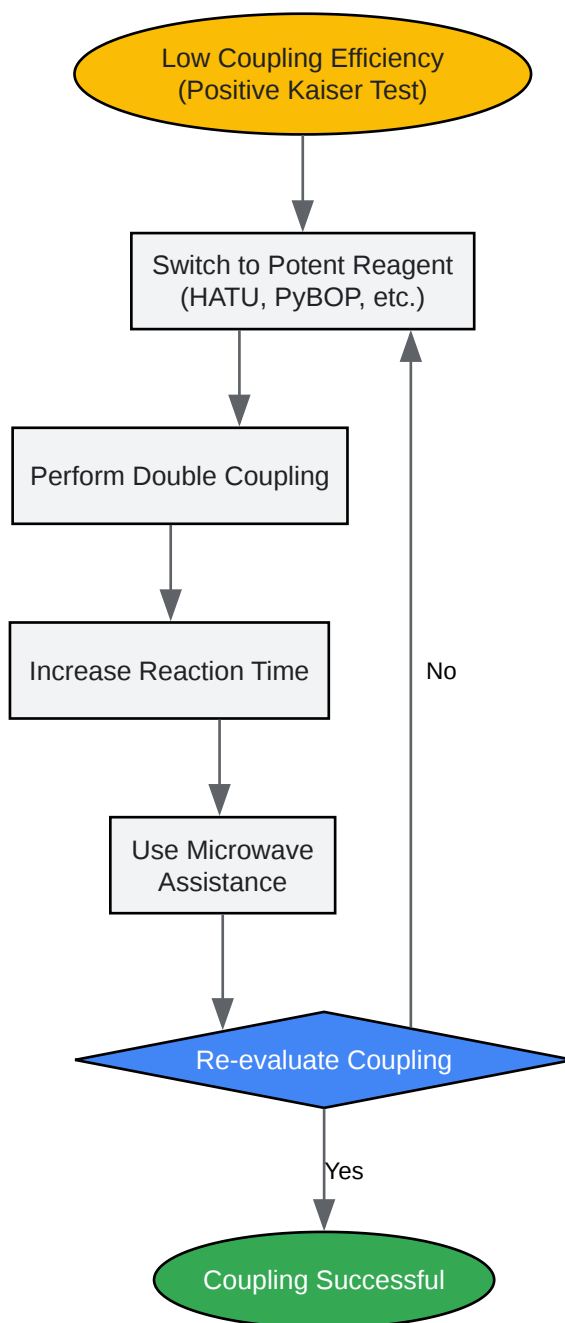 Low Coupling Efficiency
(Positive Kaiser Test)
Switch to Potent Reagent
(HATU, PyBOP, etc.)
Perform Double Coupling
Increase Reaction Time
No
Use Microwave
Assistance
Re-evaluate Coupling
Yes
Coupling Successful